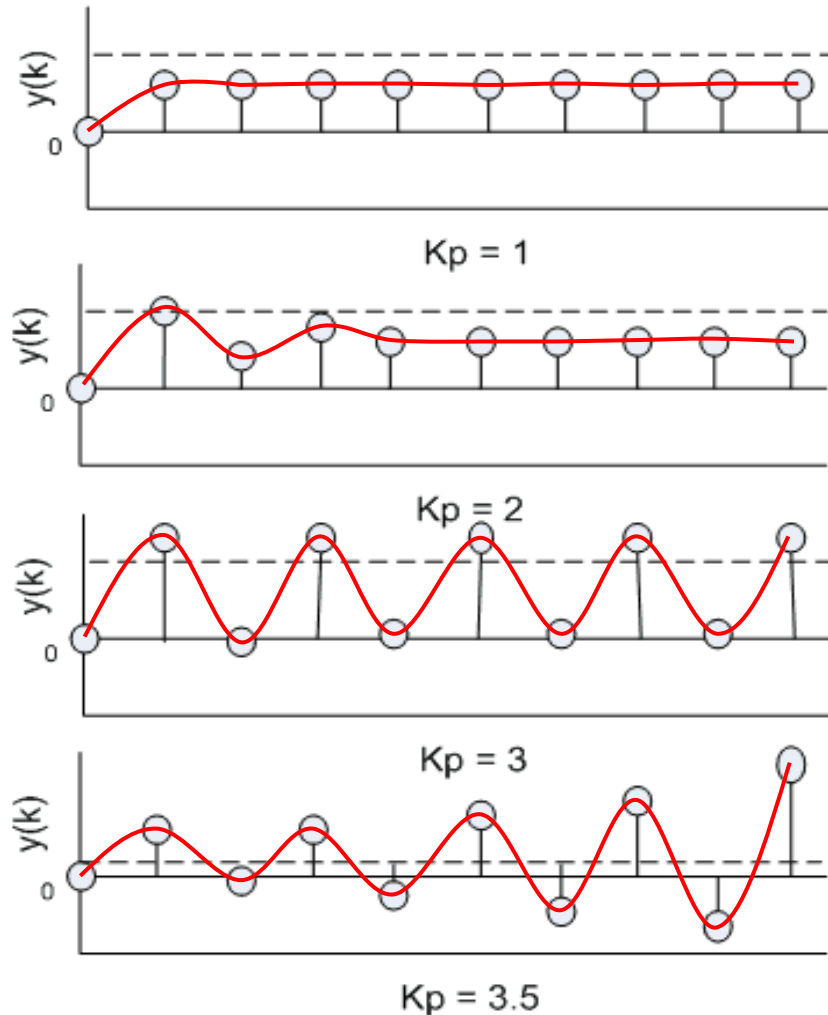 y(k)
0
Kp = 1
y(k)
0
Kp = 2
y(k)
0
Kp = 3
y(k)
0
Kp = 3.5